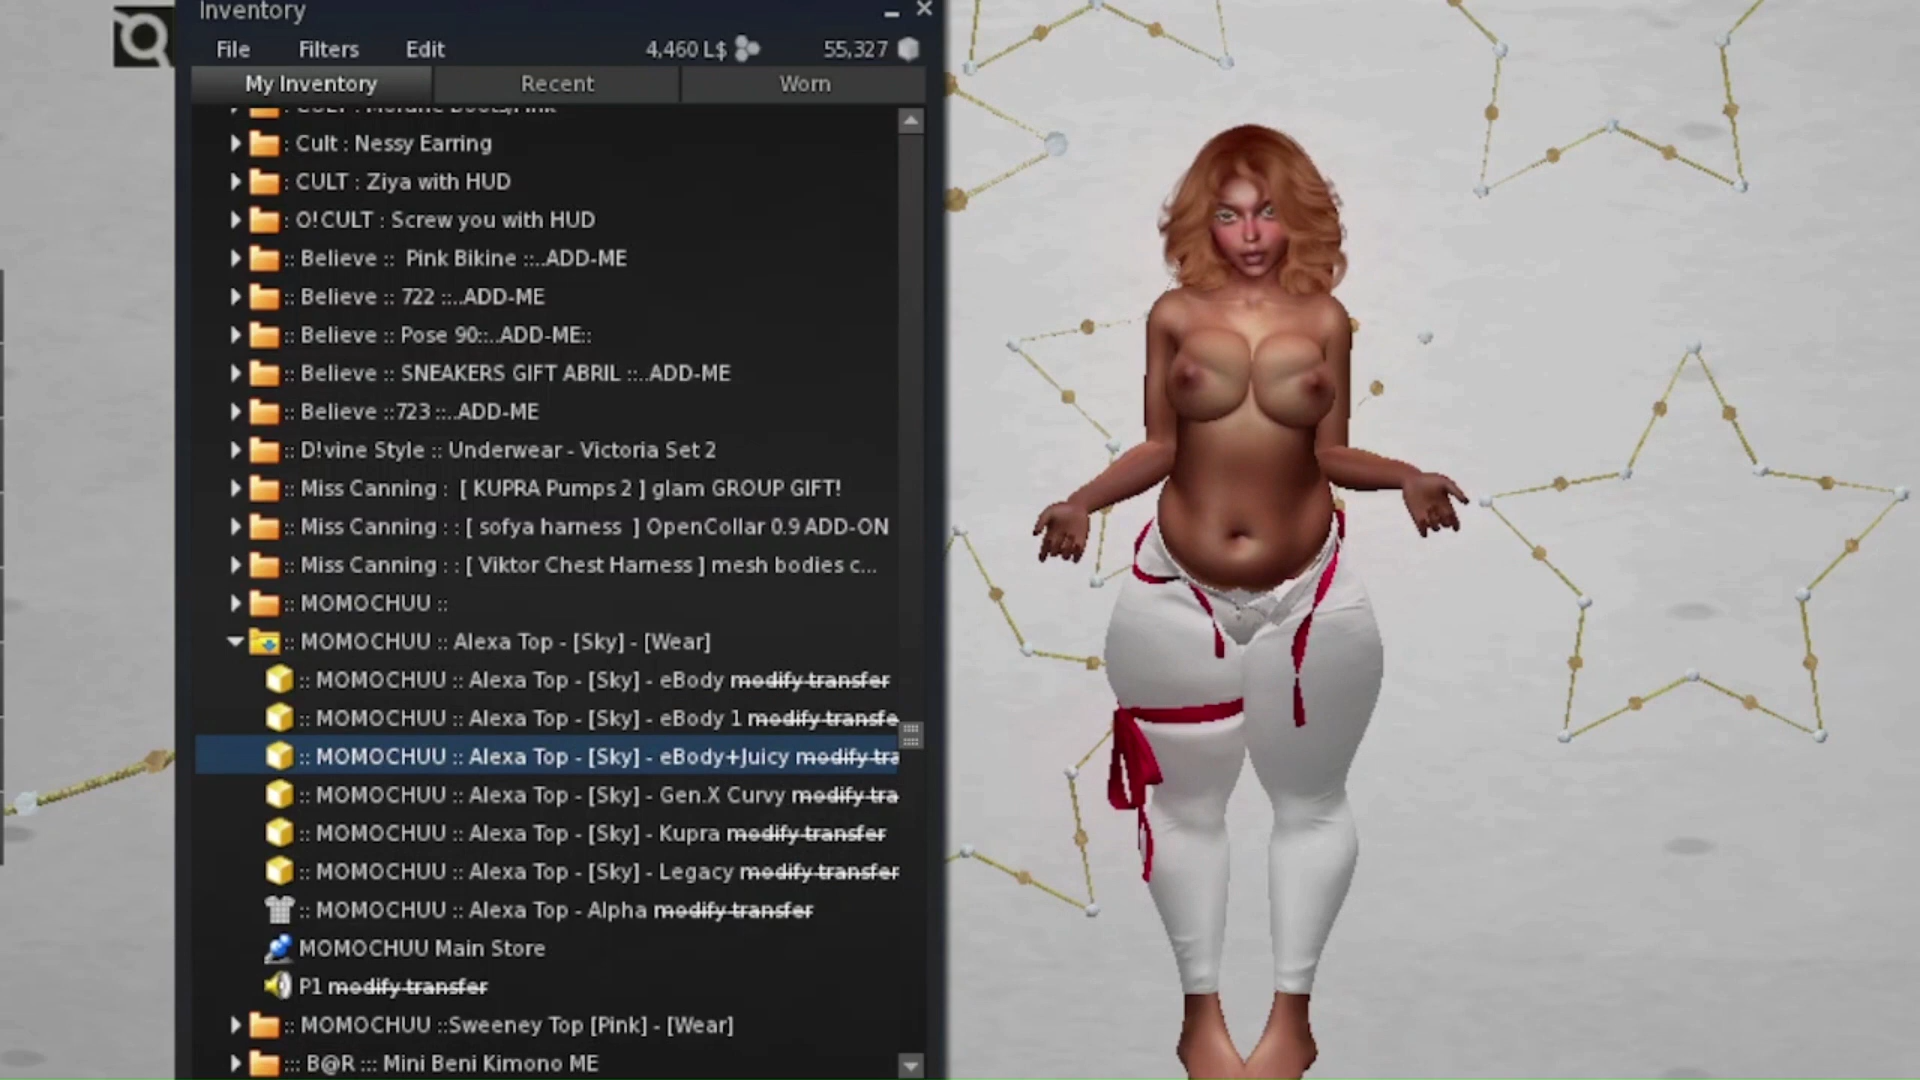 Inventory
File Filters Edit 4,460 L$ 55,327
My Inventory Recent Worn
: Cult : Nessy Earring
: CULT : Ziya with HUD
: O!CULT : Screw you with HUD
:: Believe :: Pink Bikine ::..ADD-ME
:: Believe :: 722 ::..ADD-ME
:: Believe :: Pose 90::..ADD-ME::
:: Believe :: SNEAKERS GIFT ABRIL ::..ADD-ME
:: Believe ::723 ::..ADD-ME
:: D!vine Style :: Underwear - Victoria Set 2
:: Miss Canning : [ KUPRA Pumps 2 ] glam GROUP GIFT!
:: Miss Canning : : [ sofya harness ] OpenCollar 0.9 ADD-ON
:: Miss Canning : : [ Viktor Chest Harness ] mesh bodies c...
:: MOMOCHUU ::
:: MOMOCHUU :: Alexa Top - [Sky] - [Wear]
:: MOMOCHUU :: Alexa Top - [Sky] - eBody modify transfer
:: MOMOCHUU :: Alexa Top - [Sky] - eBody 1 modify transfe
:: MOMOCHUU :: Alexa Top - [Sky] - eBody+Juicy modify tra
:: MOMOCHUU :: Alexa Top - [Sky] - Gen.X Curvy modify tra
:: MOMOCHUU :: Alexa Top - [Sky] - Kupra modify transfer
:: MOMOCHUU :: Alexa Top - [Sky] - Legacy modify transfer
:: MOMOCHUU :: Alexa Top - Alpha modify transfer
MOMOCHUU Main Store
P1 modify transfer
:: MOMOCHUU ::Sweeney Top [Pink] - [Wear]
::: B@R ::: Mini Beni Kimono ME